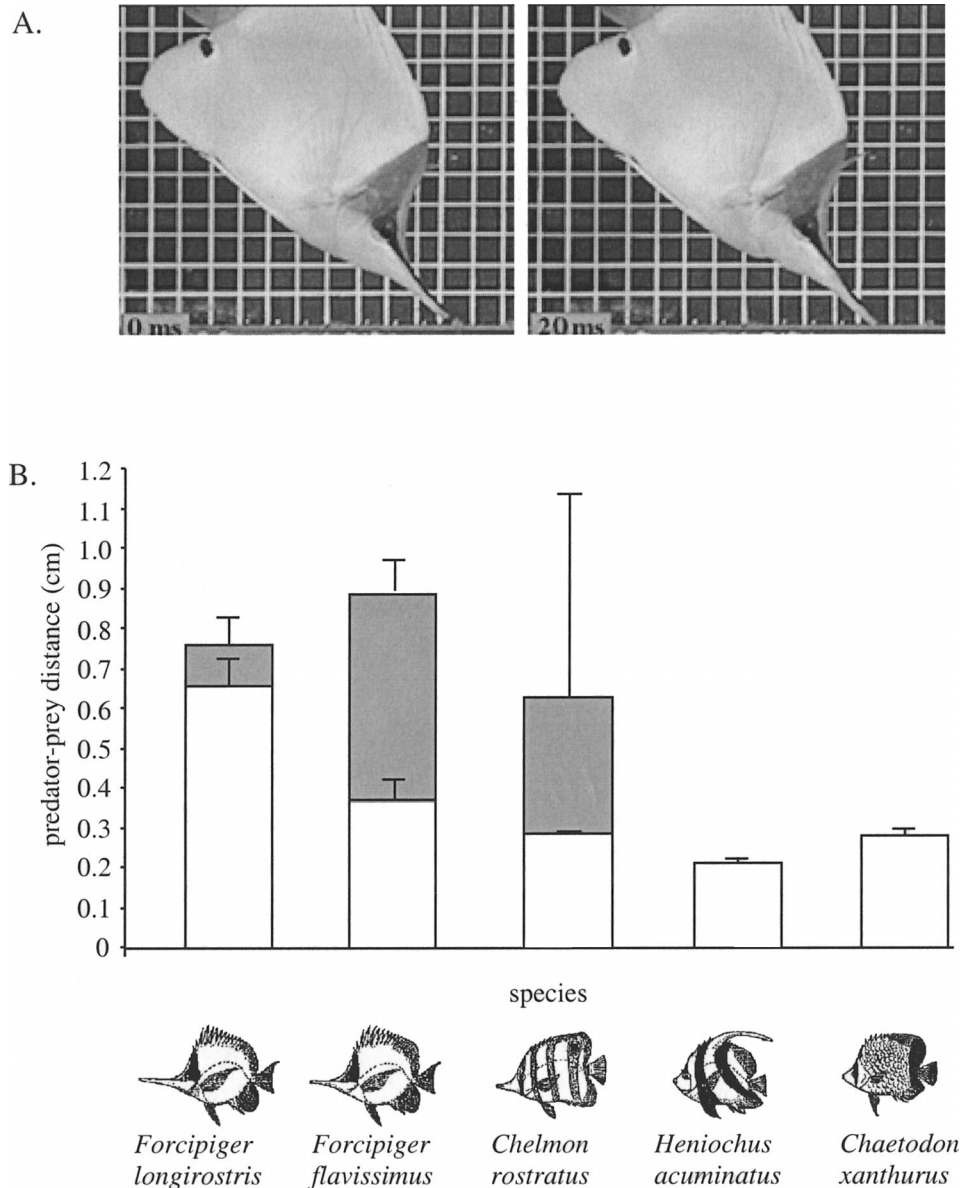 A.
0 ms
20 ms
B.
predator-prey distance (cm)
1.2
1.1
1.0
0.9
0.8
0.7
0.6
0.5
0.4
0.3
0.2
0.1
0
species
Forcipiger longirostris
Forcipiger flavissimus
Chelmon rostratus
Heniochus acuminatus
Chaetodon xanthurus